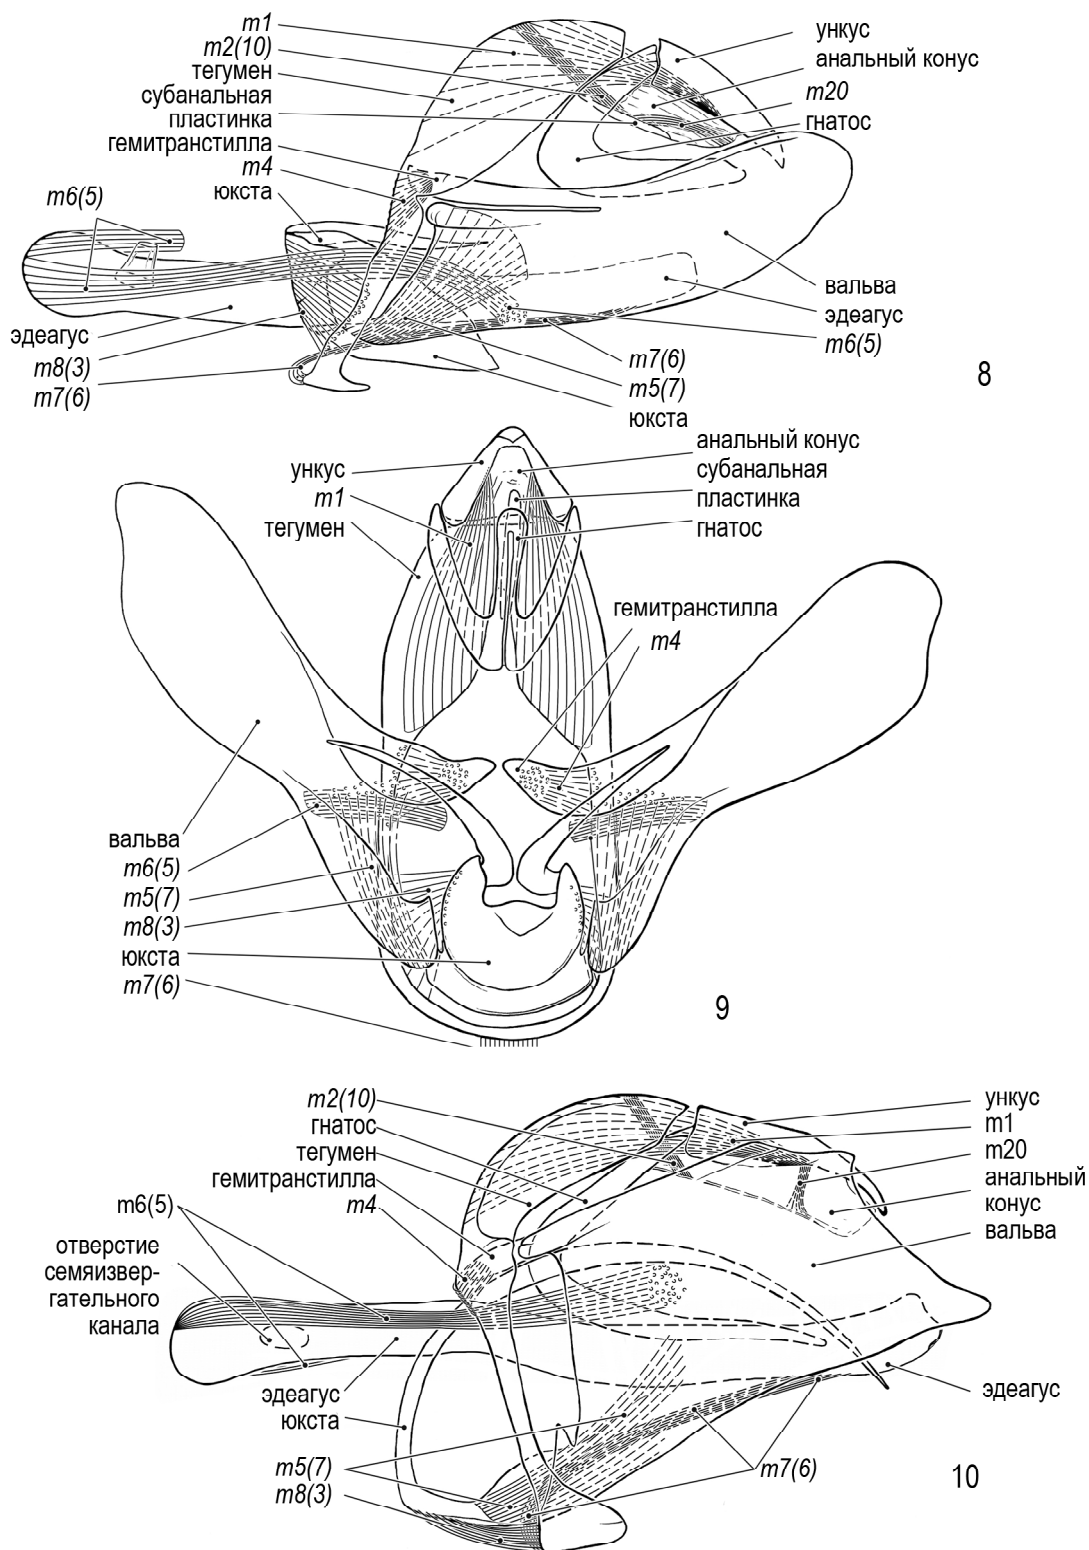 m1
m2(10)
тегумен
субанальная
пластинка
гемитранстилла
m4
юкста
m6(5)
эдеагус
m8(3)
m7(6)
ункус
анальный конус
m20
гнатос
вальва
эдеагус
m6(5)
m7(6)
m5(7)
юкста
8
ункус
m1
тегумен
анальный конус
субанальная
пластинка
гнатос
гемитранстилла
m4
вальва
m6(5)
m5(7)
m8(3)
юкста
m7(6)
9
m2(10)
гнатос
тегумен
гемитранстилла
m4
m6(5)
отверстие
семяизвер-
гательного
канала
эдеагус
юкста
m5(7)
m8(3)
ункус
m1
m20
анальный
конус
вальва
эдеагус
m7(6)
10